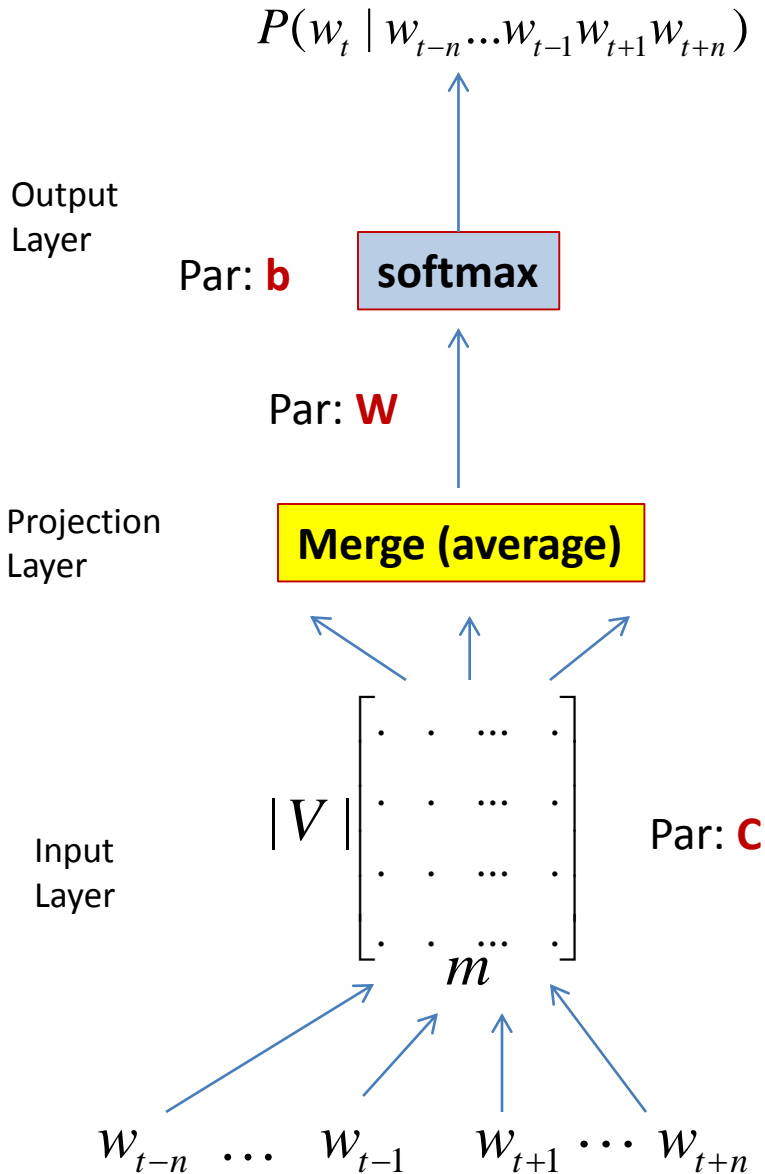 P(w_t | w_{t-n}...w_{t-1}w_{t+1}w_{t+n})
Output
Layer
Par: b
softmax
Par: W
Projection
Layer
Merge (average)
. . ... .
. . ... .
|V|
Par: C
Input
Layer
. . ... .
. . ... .
m
w_{t-n} ... w_{t-1} w_{t+1} ... w_{t+n}